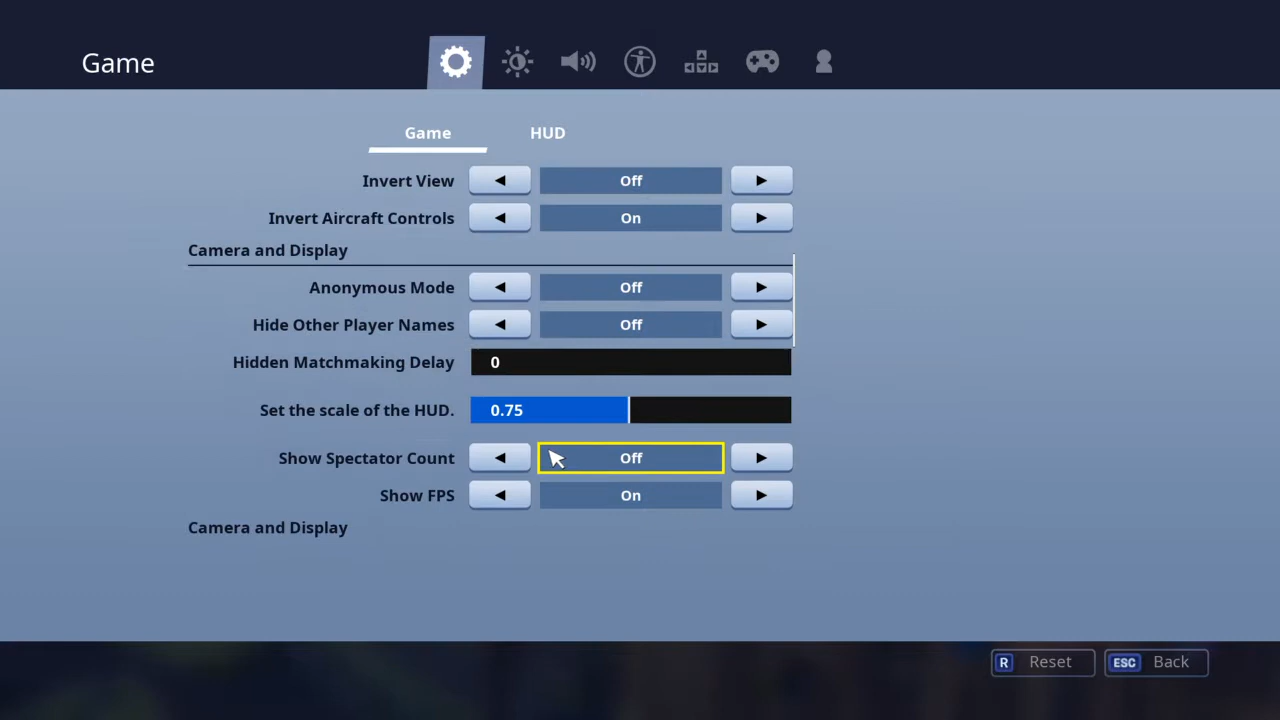 Game
Game HUD
Invert View ◀ Off ▶
Invert Aircraft Controls ◀ On ▶
Camera and Display
Anonymous Mode ◀ Off ▶
Hide Other Player Names ◀ Off ▶
Hidden Matchmaking Delay 0
Set the scale of the HUD. 0.75
Show Spectator Count ◀ Off ▶
Show FPS ◀ On ▶
Camera and Display
R Reset ESC Back